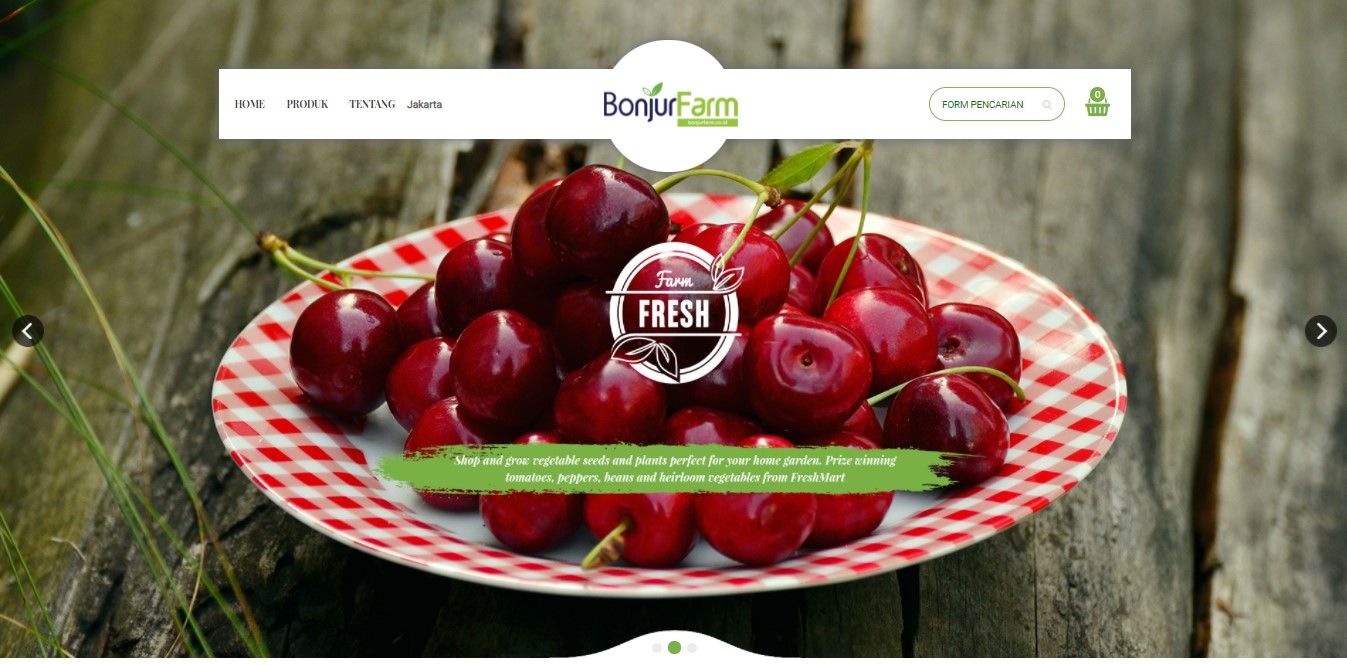 HOME PRODUK TENTANG Jakarta
BonjurFarm
bonjurfarm.co.id
FORM PENCARIAN
0
Farm
FRESH
Shop and grow vegetable seeds and plants perfect for your home garden. Prize winning
tomatoes, peppers, beans and heirloom vegetables from FreshMart